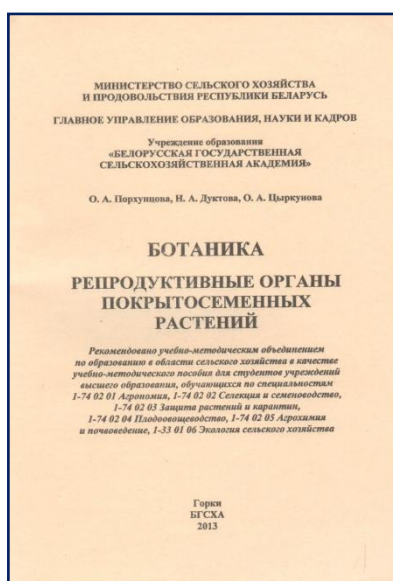 МИНИСТЕРСТВО СЕЛЬСКОГО ХОЗЯЙСТВА
И ПРОДОВОЛЬСТВИЯ РЕСПУБЛИКИ БЕЛАРУСЬ
ГЛАВНОЕ УПРАВЛЕНИЕ ОБРАЗОВАНИЯ, НАУКИ И КАДРОВ
Учреждение образования
«БЕЛОРУССКАЯ ГОСУДАРСТВЕННАЯ
СЕЛЬСКОХОЗЯЙСТВЕННАЯ АКАДЕМИЯ»
О. А. Порхунцова, Н. А. Дуктова, О. А. Цыркунова
БОТАНИКА
РЕПРОДУКТИВНЫЕ ОРГАНЫ
ПОКРЫТОСЕМЕННЫХ
РАСТЕНИЙ
Рекомендовано учебно-методическим объединением
по образованию в области сельского хозяйства в качестве
учебно-методического пособия для студентов учреждений
высшего образования, обучающихся по специальностям
1-74 02 01 Агрономия, 1-74 02 02 Селекция и семеноводство,
1-74 02 03 Защита растений и карантин,
1-74 02 04 Плодоовощеводство, 1-74 02 05 Агрохимия
и почвоведение, 1-33 01 06 Экология сельского хозяйства
Горки
БГСХА
2013